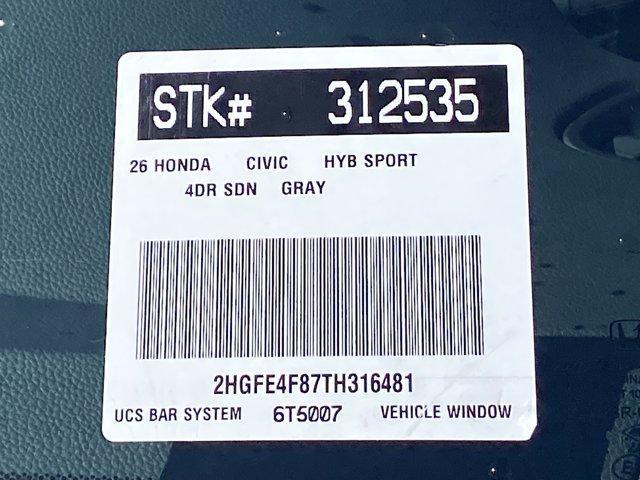 STK# 312535
26 HONDA CIVIC HYB SPORT
4DR SDN GRAY
2HGFE4F87TH316481
UCS BAR SYSTEM 6T5007 VEHICLE WINDOW